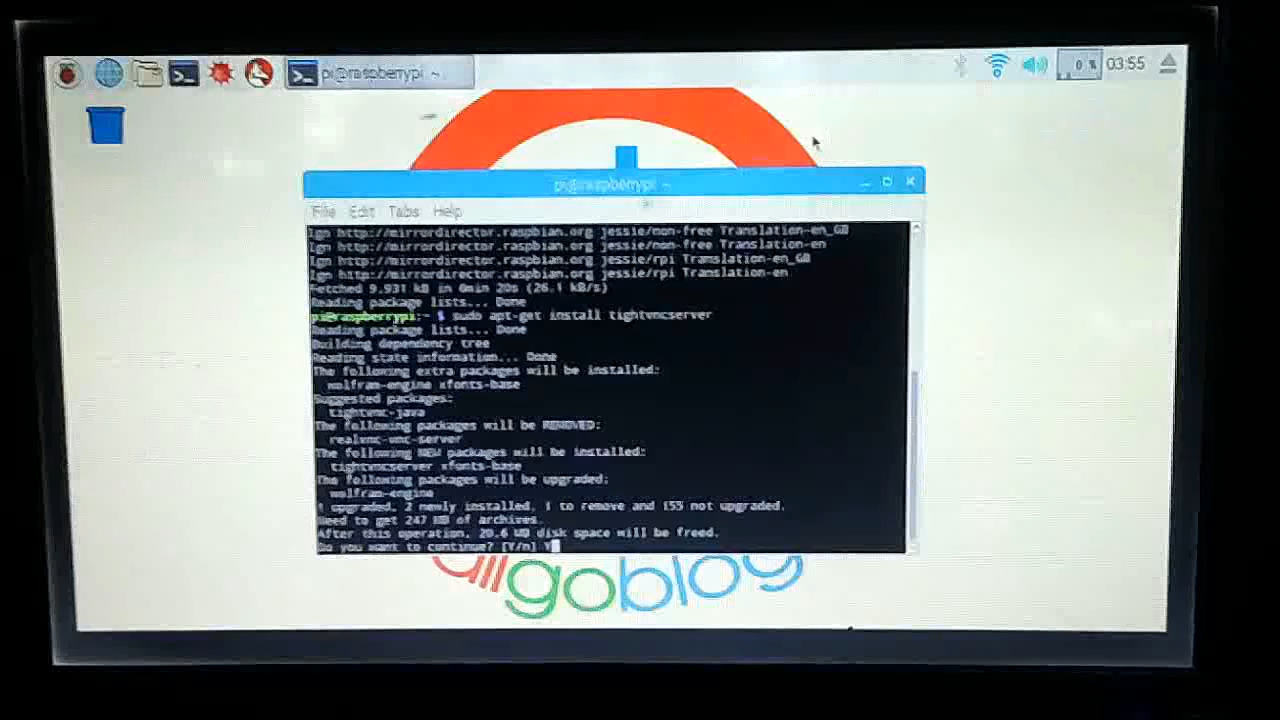 pi@raspberrypi: ~
0 %
03:55
pi@raspberrypi: ~
File Edit Tabs Help
Ign http://mirrordirector.raspbian.org jessie/non-free Translation-en_GB
Ign http://mirrordirector.raspbian.org jessie/non-free Translation-en
Ign http://mirrordirector.raspbian.org jessie/rpi Translation-en_GB
Ign http://mirrordirector.raspbian.org jessie/rpi Translation-en
Fetched 9,931 kB in 6min 20s (26.1 kB/s)
Reading package lists... Done
pi@raspberrypi:~ $ sudo apt-get install tightvncserver
Reading package lists... Done
Building dependency tree
Reading state information... Done
The following extra packages will be installed:
wolfram-engine xfonts-base
Suggested packages:
tightvnc-java
The following packages will be REMOVED:
realvnc-vnc-server
The following NEW packages will be installed:
tightvncserver xfonts-base
The following packages will be upgraded:
wolfram-engine
1 upgraded, 2 newly installed, 1 to remove and 155 not upgraded.
Need to get 247 MB of archives.
After this operation, 20.6 MB disk space will be freed.
Do you want to continue? [Y/n] Y
allgoblog